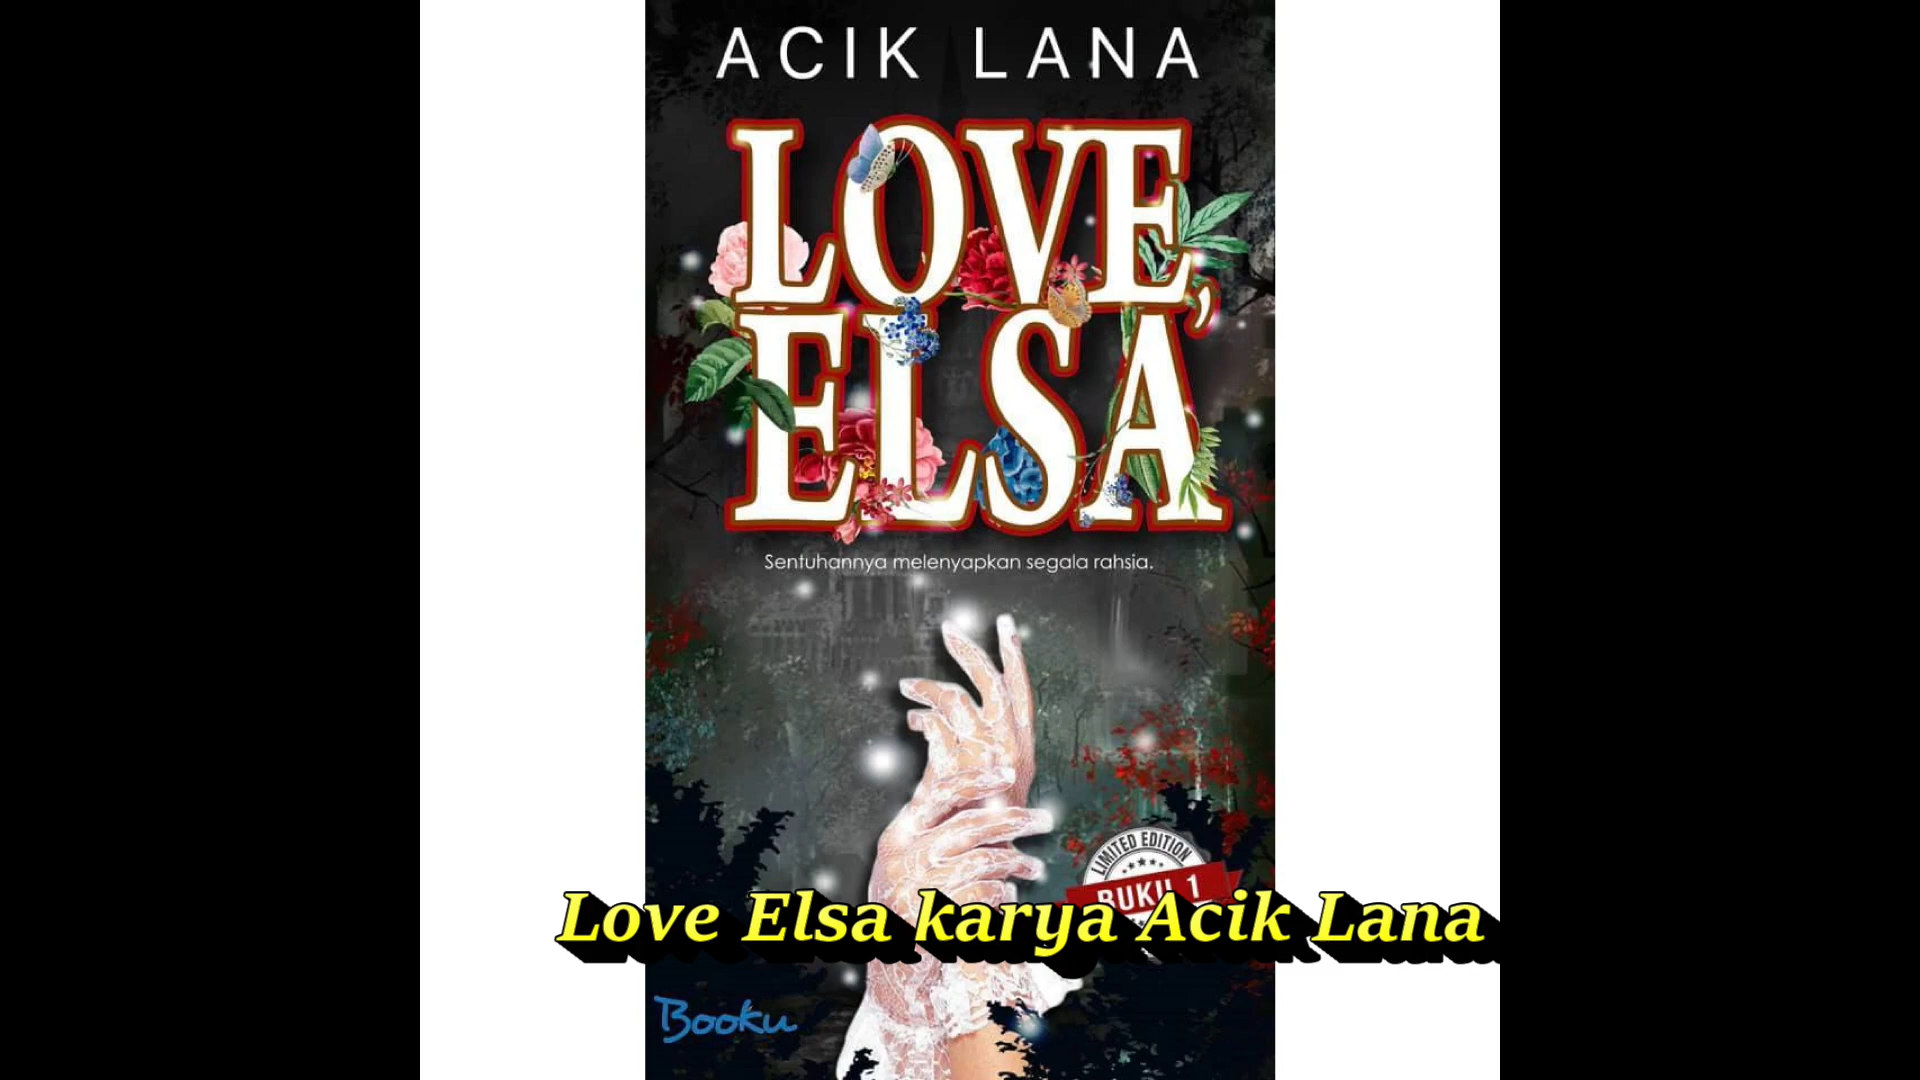 ACIK LANA
LOVE,
ELSA
Sentuhannya melenyapkan segala rahsia.
LIMITED EDITION
BUKU 1
Love Elsa karya Acik Lana
Booku